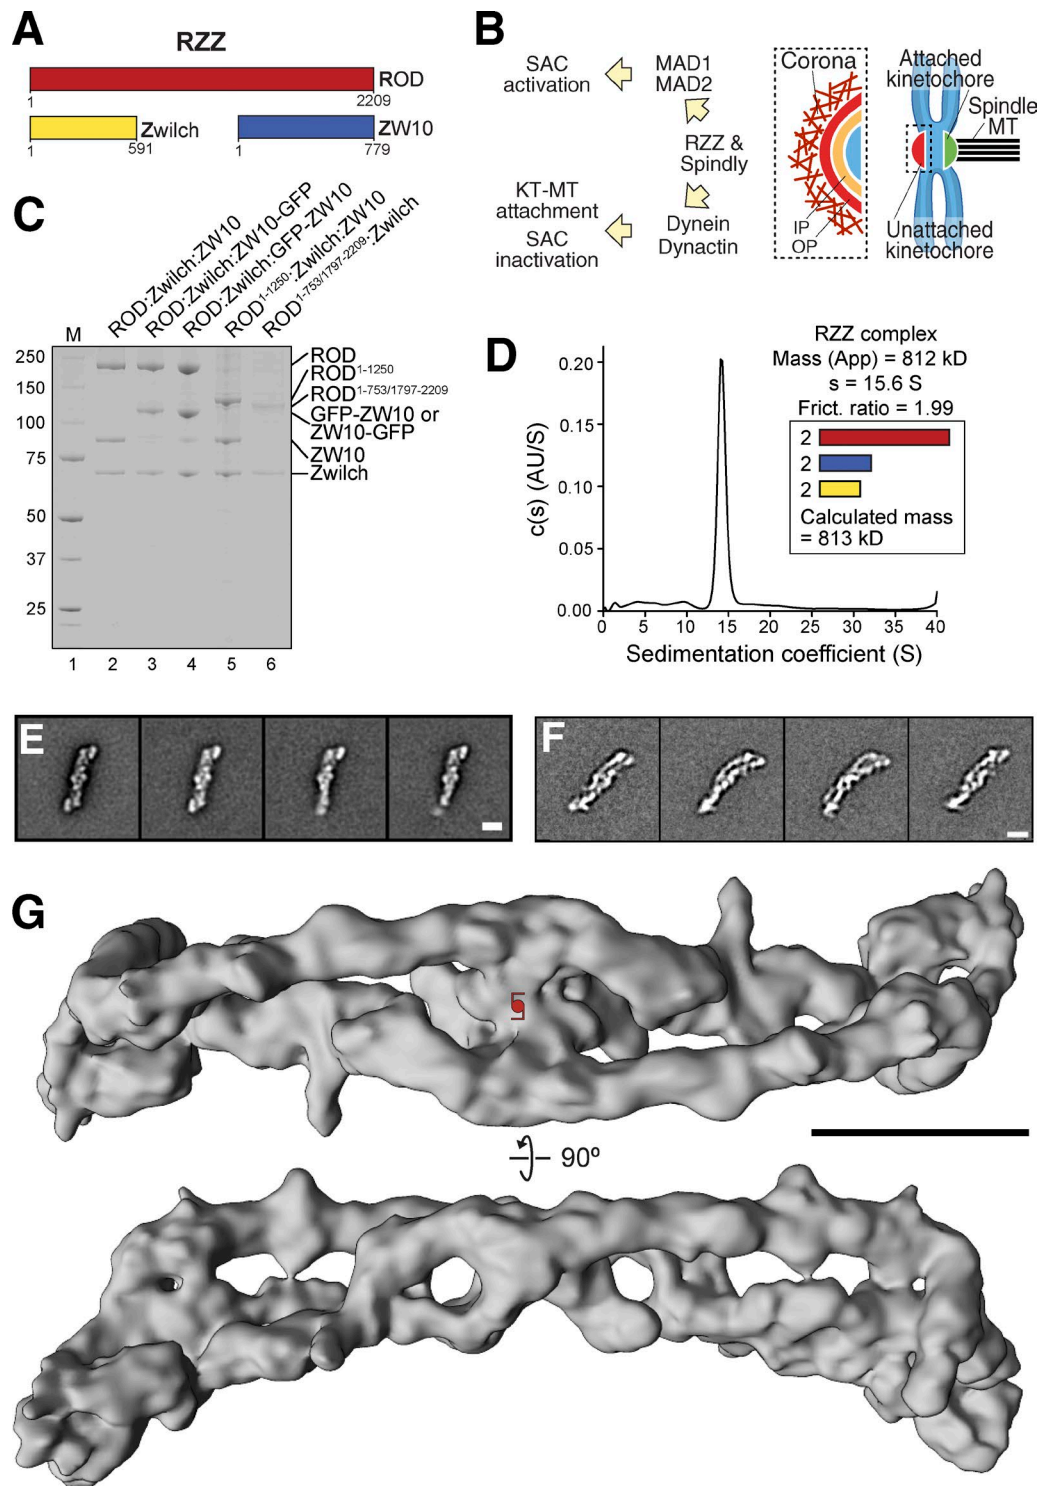 A
RZZ
ROD
1
2209
Zwilch
ZW10
1
591
1
779
B
SAC
activation
MAD1
MAD2
RZZ &
Spindly
KT-MT
attachment
SAC
inactivation
Dynein
Dynactin
Corona
IP
OP
Attached
kinetochore
Spindle
MT
Unattached
kinetochore
C
ROD:Zwilch:ZW10
ROD:Zwilch:ZW10-GFP
ROD:Zwilch:GFP-ZW10
ROD1-1250:Zwilch:ZW10
ROD1-753/1797-2209:Zwilch
M
250
150
100
75
50
37
25
ROD
ROD1-1250
ROD1-753/1797-2209
GFP-ZW10 or
ZW10-GFP
ZW10
Zwilch
1 2 3 4 5 6
D
RZZ complex
Mass (App) = 812 kD
s = 15.6 S
Frict. ratio = 1.99
2
2
2
Calculated mass
= 813 kD
c(s) (AU/S)
0.20
0.15
0.10
0.05
0.00
0 5 10 15 20 25 30 35 40
Sedimentation coefficient (S)
E
F
G
90º